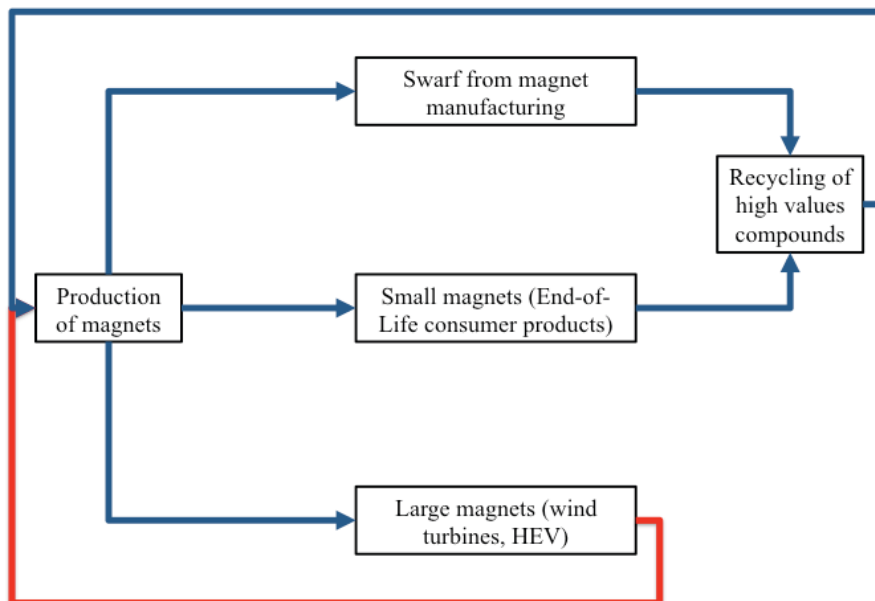 Swarf from magnet
manufacturing
Recycling of
high values
compounds
Production
of magnets
Small magnets (End-of-
Life consumer products)
Large magnets (wind
turbines, HEV)